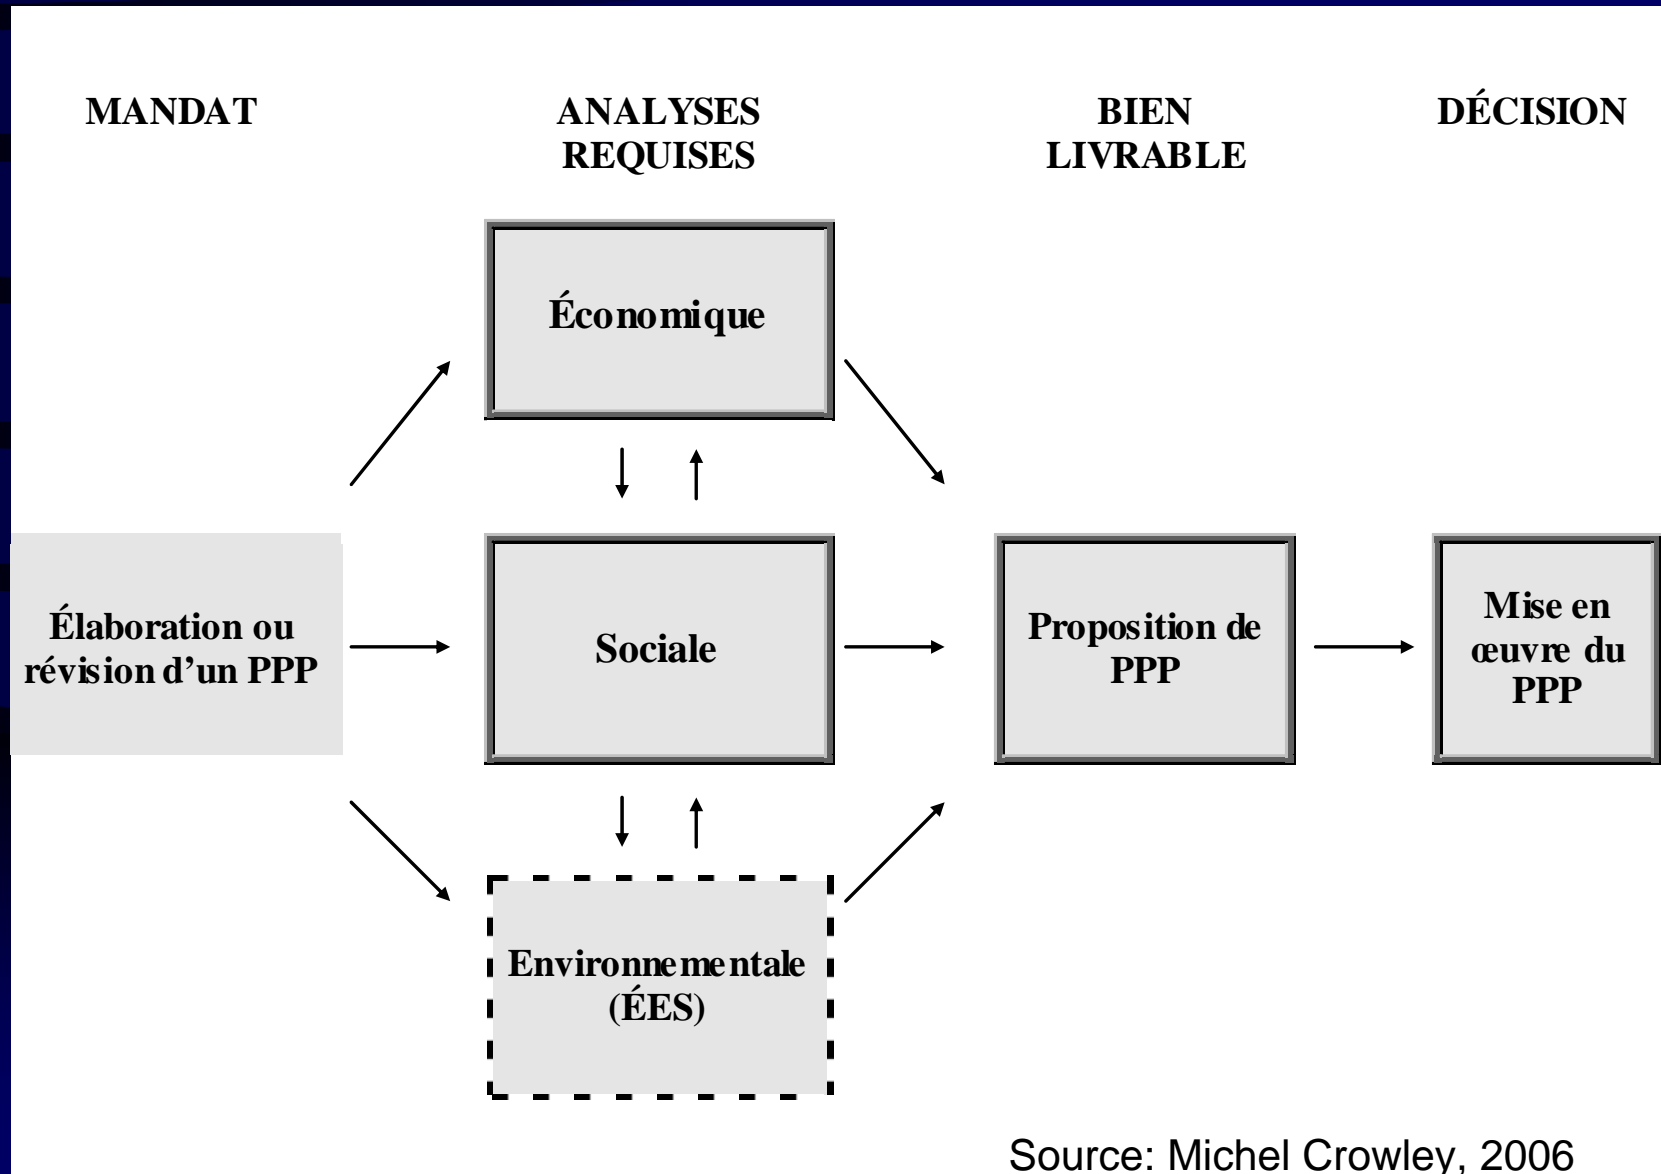 MANDAT
ANALYSES
REQUISES
BIEN
LIVRABLE
DÉCISION
Économique
Élaboration ou
révision d’un PPP
Sociale
Proposition de
PPP
Mise en
œuvre du
PPP
Environnementale
(ÉES)
Source: Michel Crowley, 2006